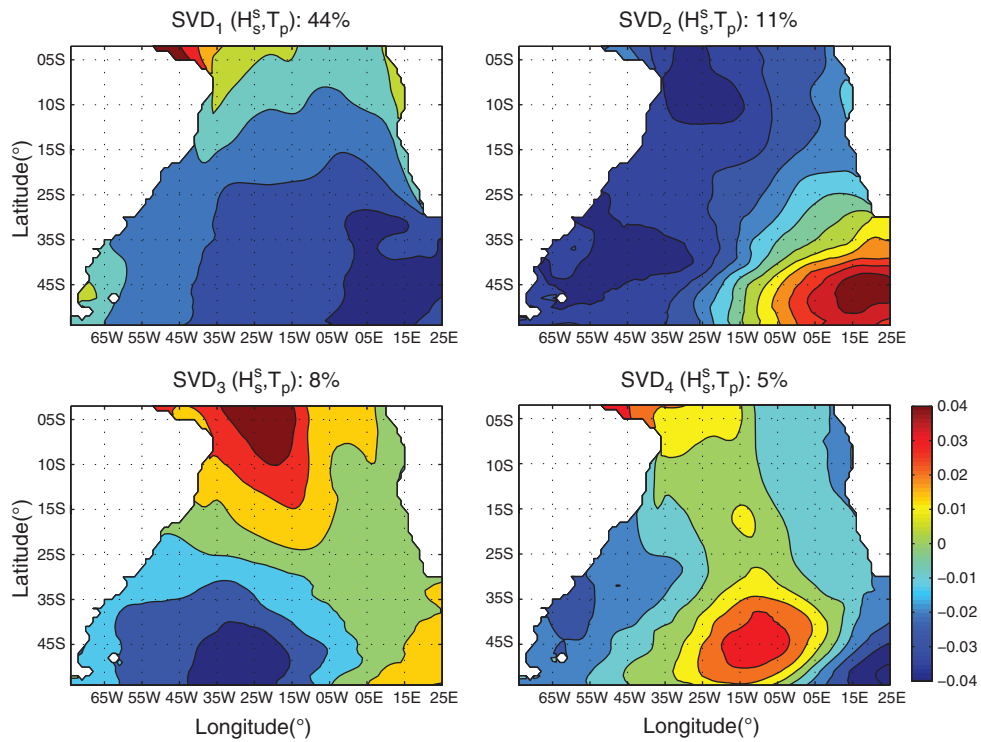 SVD1 (Hss,Tp): 44%
SVD2 (Hss,Tp): 11%
05S
10S
15S
25S
35S
45S
Latitude(°)
65W 55W 45W 35W 25W 15W 05W 05E 15E 25E
05S
10S
15S
25S
35S
45S
65W 55W 45W 35W 25W 15W 05W 05E 15E 25E
SVD3 (Hss,Tp): 8%
SVD4 (Hss,Tp): 5%
05S
10S
15S
25S
35S
45S
Latitude(°)
65W 55W 45W 35W 25W 15W 05W 05E 15E 25E
Longitude(°)
05S
10S
15S
25S
35S
45S
65W 55W 45W 35W 25W 15W 05W 05E 15E 25E
Longitude(°)
0.04
0.03
0.02
0.01
0
−0.01
−0.02
−0.03
−0.04